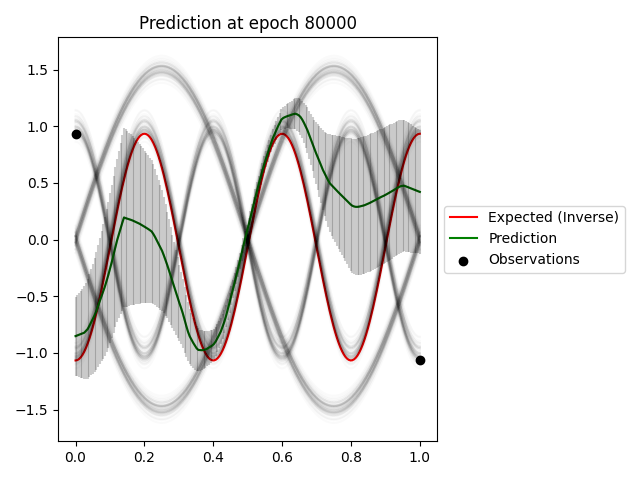 Prediction at epoch 80000
1.5
1.0
0.5
0.0
−0.5
−1.0
−1.5
0.0 0.2 0.4 0.6 0.8 1.0
Expected (Inverse)
Prediction
Observations